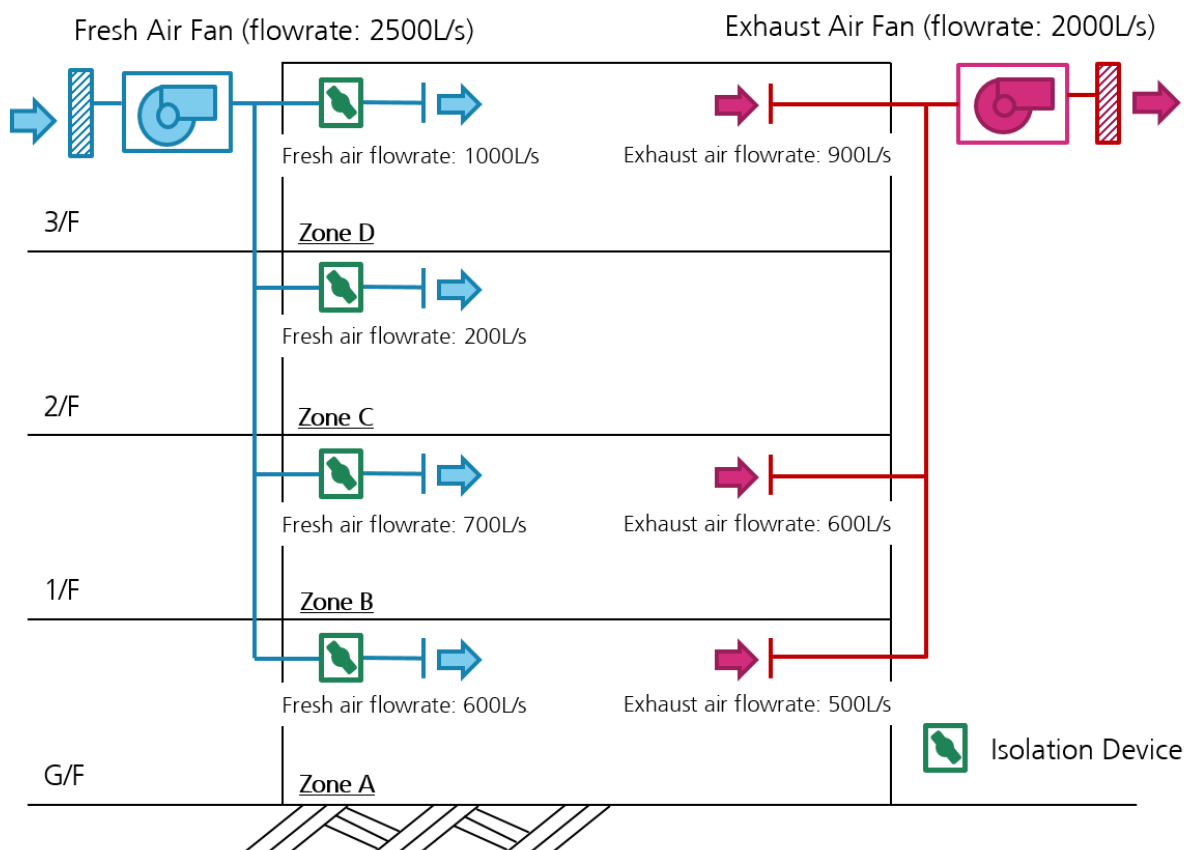 Fresh Air Fan (flowrate: 2500L/s)
Exhaust Air Fan (flowrate: 2000L/s)
Fresh air flowrate: 1000L/s
Exhaust air flowrate: 900L/s
3/F
Zone D
Fresh air flowrate: 200L/s
2/F
Zone C
Fresh air flowrate: 700L/s
Exhaust air flowrate: 600L/s
1/F
Zone B
Fresh air flowrate: 600L/s
Exhaust air flowrate: 500L/s
Isolation Device
G/F
Zone A